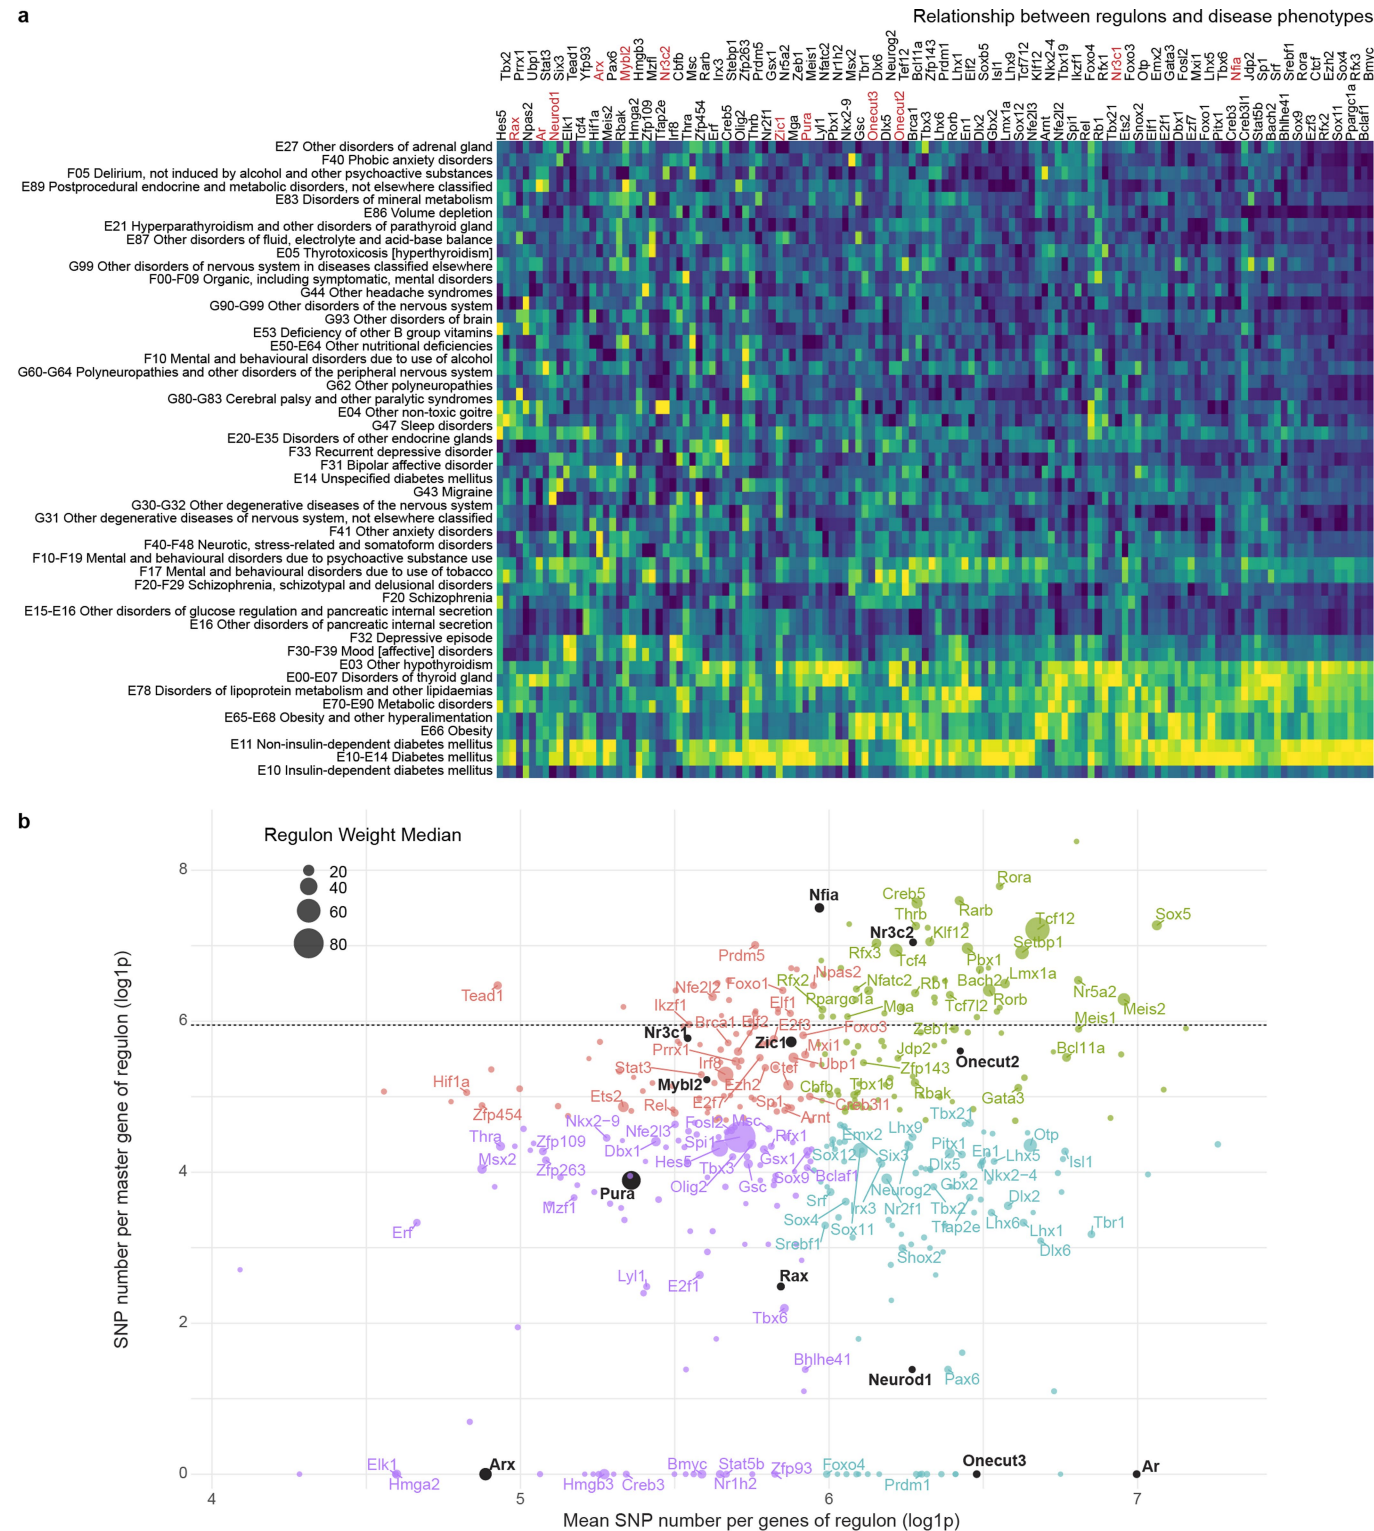 a
Relationship between regulons and disease phenotypes
Tbx2 Prrx1 Ubp1 Stat3 Six3 Tead1 Yfp93 Arx Pax6 Mybl2 Hmgb3 Mzfl Nr3c2 Cbfb Msc Rarb Irx3 Stebp1 Zfp263 Prdm5 Gsx1 Nr5a2 Zeb1 Meis1 Nfatc2 Nr1h2 Msx2 Tbr1 Dlx6 Neurog2 Tef12 Bcl11a Zfp143 Prdm1 Lhx1 Elf2 Soxb5 Isl1 Lhx9 Tcf712 Klf12 Nkx2-4 Tbx19 Ikzf1 Foxo4 Rfx1 Nr3c1 Foxo3 Otp Emx2 Gata3 Fosl2 Mxi1 Lhx5 Tbx6 Nfia Jdp2 Sp1 Srf Srebf1 Rora Ctcf Ezh2 Sox4 Rfx3 Bmvc
Hes5 Rax Npas2 Ar Neurod1 Elk1 Tcf4 Hif1a Meis2 Rbak Hmga2 Zfp109 Tfap2e Irf8 Thra Zfp454 Erf Creb5 Olig2 Thrb Nr2f1 Zic1 Mga Pura Lyl1 Pbx1 Nkx2-9 Gsc Onecut3 Dlx5 Onecut2 Brca1 Tbx3 Lhx6 Rorb En1 Dlx2 Gbx2 Lmx1a Sox12 Nfe2l3 Arnt Nfe2l2 Spi1 Rel Rb1 Tbx21 Ets2 Snox2 Elf1 E2f1 Dbx1 Ezf7 Foxo1 Pitx1 Creb3 Creb3l1 Stat5b Bach2 Bhlhe41 Sox9 Ezf3 Rfx2 Sox11 Ppargc1a Bclaf1
E27 Other disorders of adrenal gland
F40 Phobic anxiety disorders
F05 Delirium, not induced by alcohol and other psychoactive substances
E89 Postprocedural endocrine and metabolic disorders, not elsewhere classified
E83 Disorders of mineral metabolism
E86 Volume depletion
E21 Hyperparathyroidism and other disorders of parathyroid gland
E87 Other disorders of fluid, electrolyte and acid-base balance
E05 Thyrotoxicosis [hyperthyroidism]
G99 Other disorders of nervous system in diseases classified elsewhere
F00-F09 Organic, including symptomatic, mental disorders
G44 Other headache syndromes
G90-G99 Other disorders of the nervous system
G93 Other disorders of brain
E53 Deficiency of other B group vitamins
E50-E64 Other nutritional deficiencies
F10 Mental and behavioural disorders due to use of alcohol
G60-G64 Polyneuropathies and other disorders of the peripheral nervous system
G62 Other polyneuropathies
G80-G83 Cerebral palsy and other paralytic syndromes
E04 Other non-toxic goitre
G47 Sleep disorders
E20-E35 Disorders of other endocrine glands
F33 Recurrent depressive disorder
F31 Bipolar affective disorder
E14 Unspecified diabetes mellitus
G43 Migraine
G30-G32 Other degenerative diseases of the nervous system
G31 Other degenerative diseases of nervous system, not elsewhere classified
F41 Other anxiety disorders
F40-F48 Neurotic, stress-related and somatoform disorders
F10-F19 Mental and behavioural disorders due to psychoactive substance use
F17 Mental and behavioural disorders due to use of tobacco
F20-F29 Schizophrenia, schizotypal and delusional disorders
F20 Schizophrenia
E15-E16 Other disorders of glucose regulation and pancreatic internal secretion
E16 Other disorders of pancreatic internal secretion
F32 Depressive episode
F30-F39 Mood [affective] disorders
E03 Other hypothyroidism
E00-E07 Disorders of thyroid gland
E78 Disorders of lipoprotein metabolism and other lipidaemias
E70-E90 Metabolic disorders
E65-E68 Obesity and other hyperalimentation
E66 Obesity
E11 Non-insulin-dependent diabetes mellitus
E10-E14 Diabetes mellitus
E10 Insulin-dependent diabetes mellitus
b
Regulon Weight Median
20
40
60
80
SNP number per master gene of regulon (log1p)
8
6
4
2
0
Rora
Nfia Creb5 Rarb
Thrb Tcf12 Sox5
Nr3c2 Klf12 Setbp1
Prdm5 Rfx3 Tcf4 Pbx1
Npas2 Lmx1a
Tead1 Nfe2l2 Foxo1 Rfx2 Nfatc2 Rb1 Bach2 Nr5a2
Ikzf1 Elf1 Ppargc1a Mga Tcf7l2 Rorb Meis2
Brca1 Elf2 E2f3 Foxo3 Zeb1 Meis1
Nr3c1 Zic1 Mxi1 Jdp2 Onecut2 Bcl11a
Prrx1 Irf8 Ctcf Ubp1 Zfp143
Stat3 Mybl2 Ezh2 Cbfb Tbx19 Rbak Gata3
Hif1a Ets2 Rel E2f7 Sp1 Creb3l1
Zfp454 Arnt Tbx21
Nkx2-9 Nfe2l3 Fosl2 Msc Rfx1 Emx2 Lhx9
Thra Zfp109 Dbx1 Spi1 Gsx1 Sox12 Six3 Pitx1 En1 Lhx5 Otp
Msx2 Zfp263 Hes5 Tbx3 Sox9 Bclaf1 Dlx5 Nkx2-4 Isl1
Pura Olig2 Gsc Neurog2 Gbx2
Mzf1 Srf Irx3 Nr2f1 Tbx2 Dlx2
Erf Sox4 Sox11 Tfap2e Lhx6 Lhx1 Tbr1
Srebf1 Shox2 Dlx6
Lyl1 E2f1 Rax
Tbx6
Bhlhe41
Neurod1 Pax6
Elk1 Arx Bmyc Stat5b Zfp93 Foxo4 Onecut3 Ar
Hmga2 Hmgb3 Creb3 Nr1h2 Prdm1
4 5 6 7
Mean SNP number per genes of regulon (log1p)